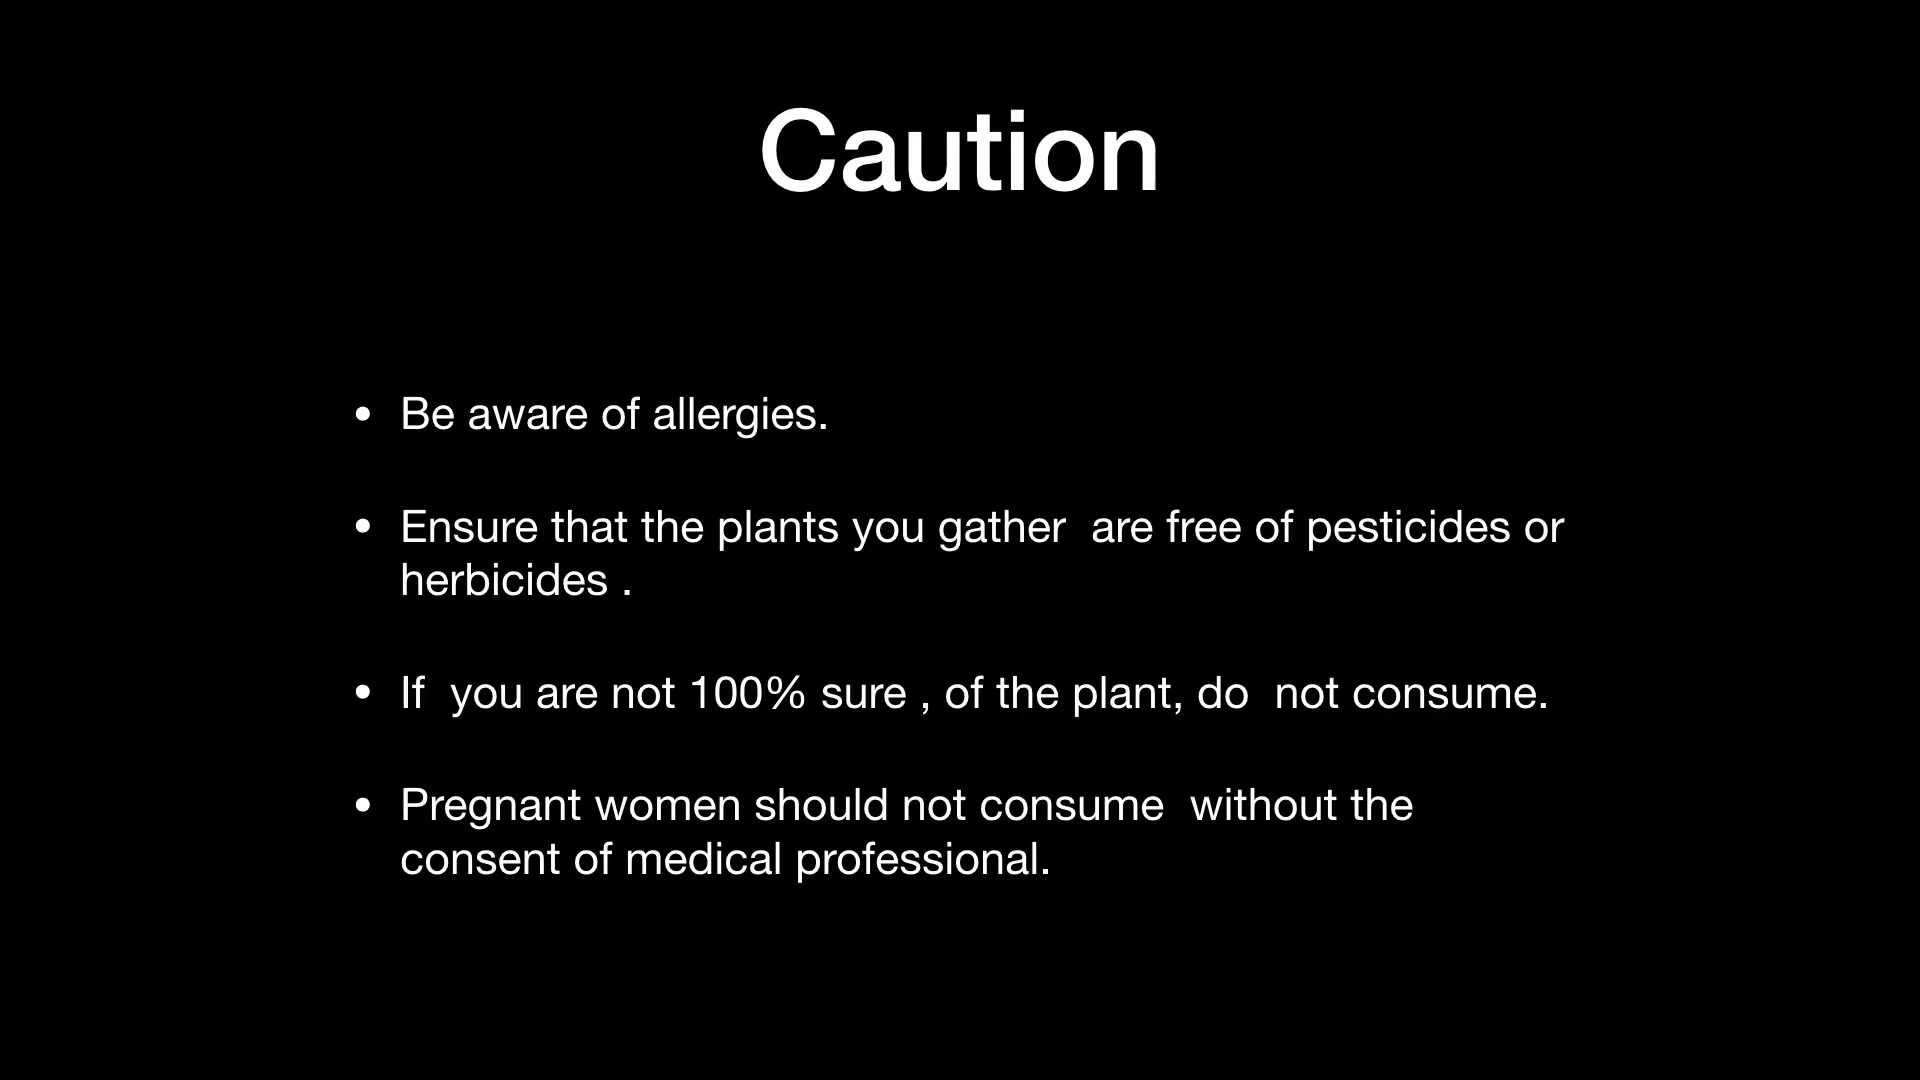 Caution
• Be aware of allergies.
• Ensure that the plants you gather  are free of pesticides or
herbicides .
• If  you are not 100% sure , of the plant, do  not consume.
• Pregnant women should not consume  without the
consent of medical professional.